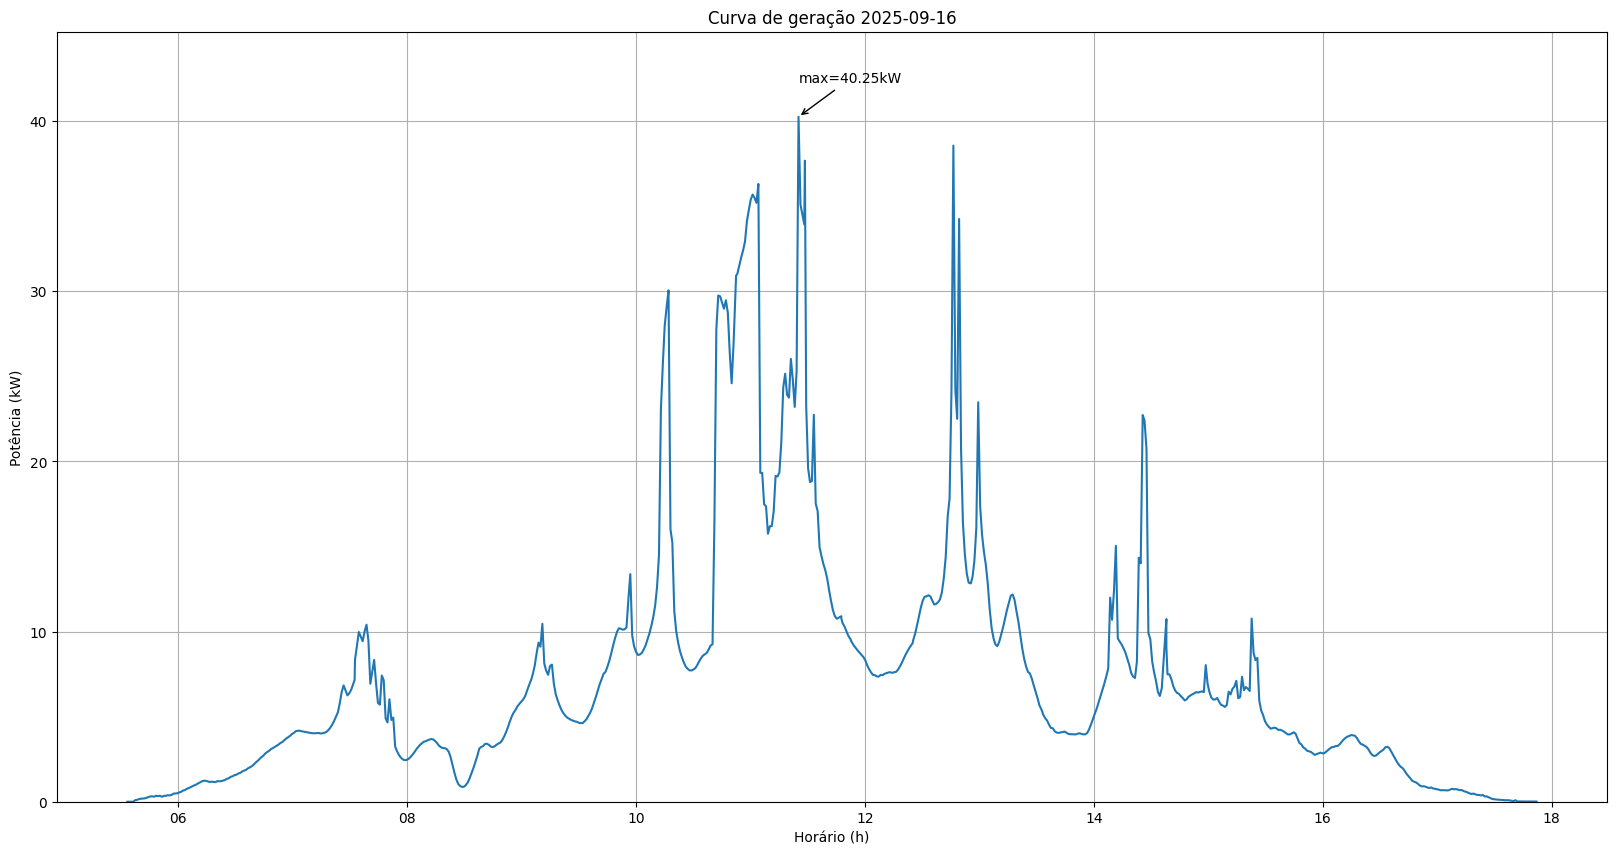 Curva de geração 2025-09-16
max=40.25kW
40
30
20
10
0
Potência (kW)
06 08 10 12 14 16 18
Horário (h)